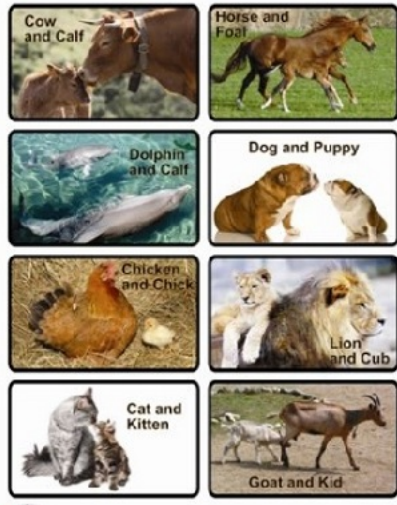 Cow
and Calf
Horse and
Foal
Dolphin
and Calf
Dog and Puppy
Chicken
and Chick
Lion
and Cub
Cat and
Kitten
Goat and Kid